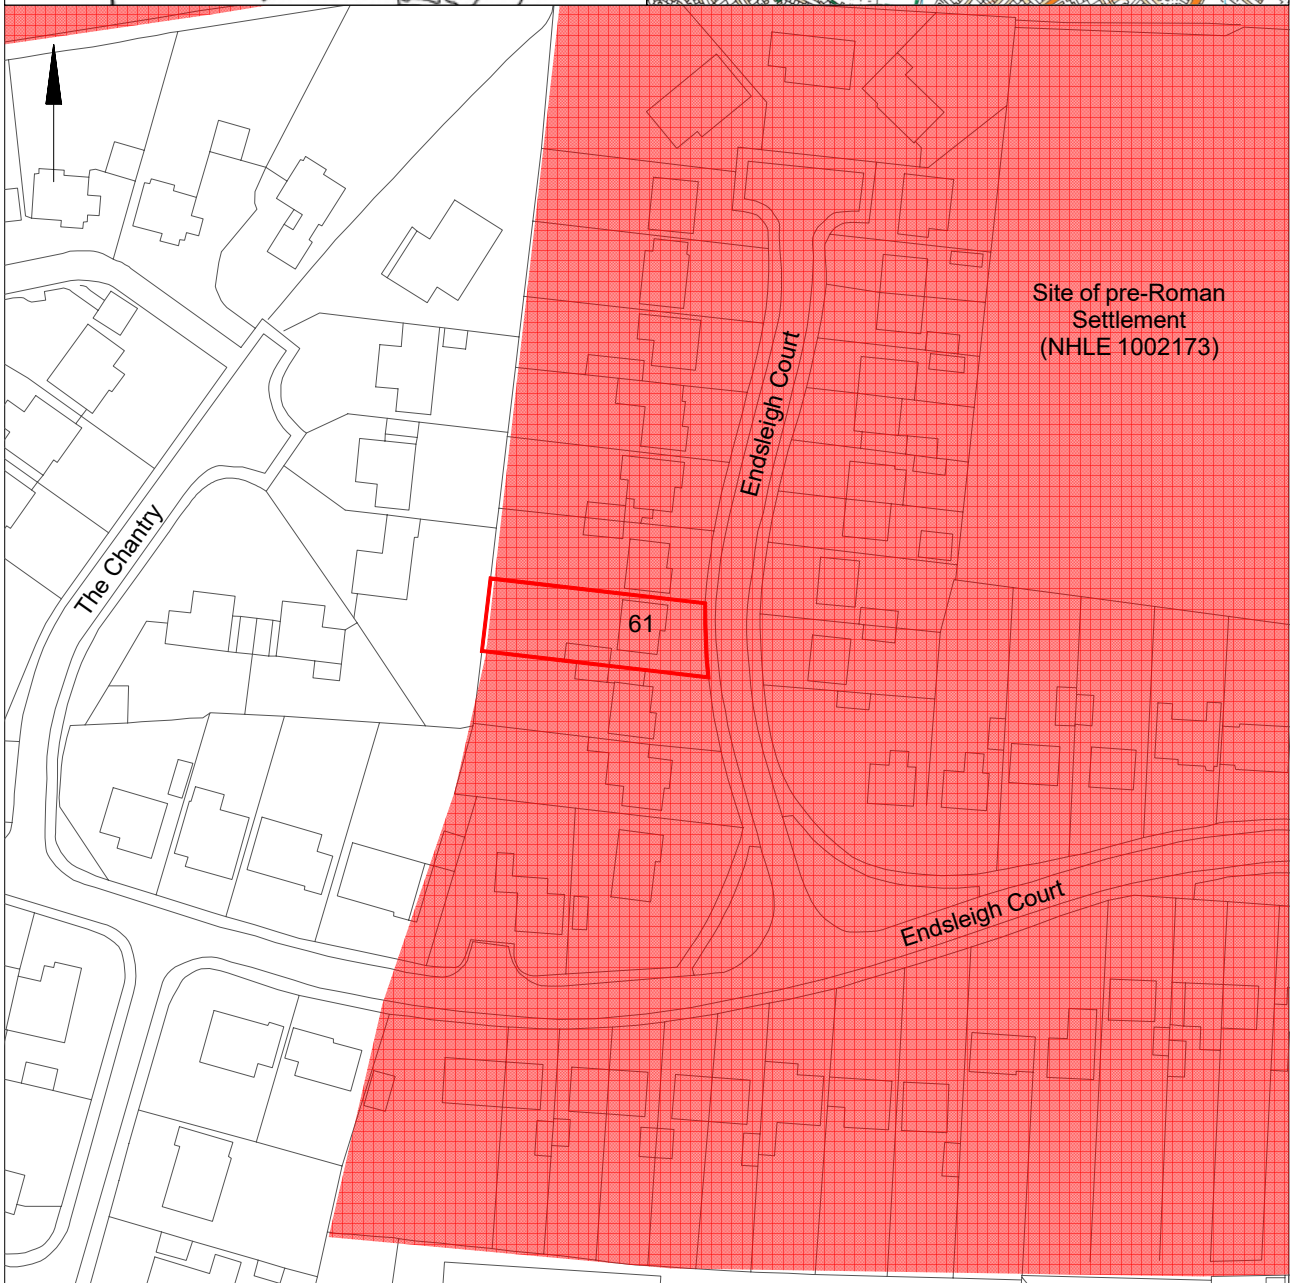 Site of pre-Roman
Settlement
(NHLE 1002173)
Endsleigh Court
The Chantry
61
Endsleigh Court